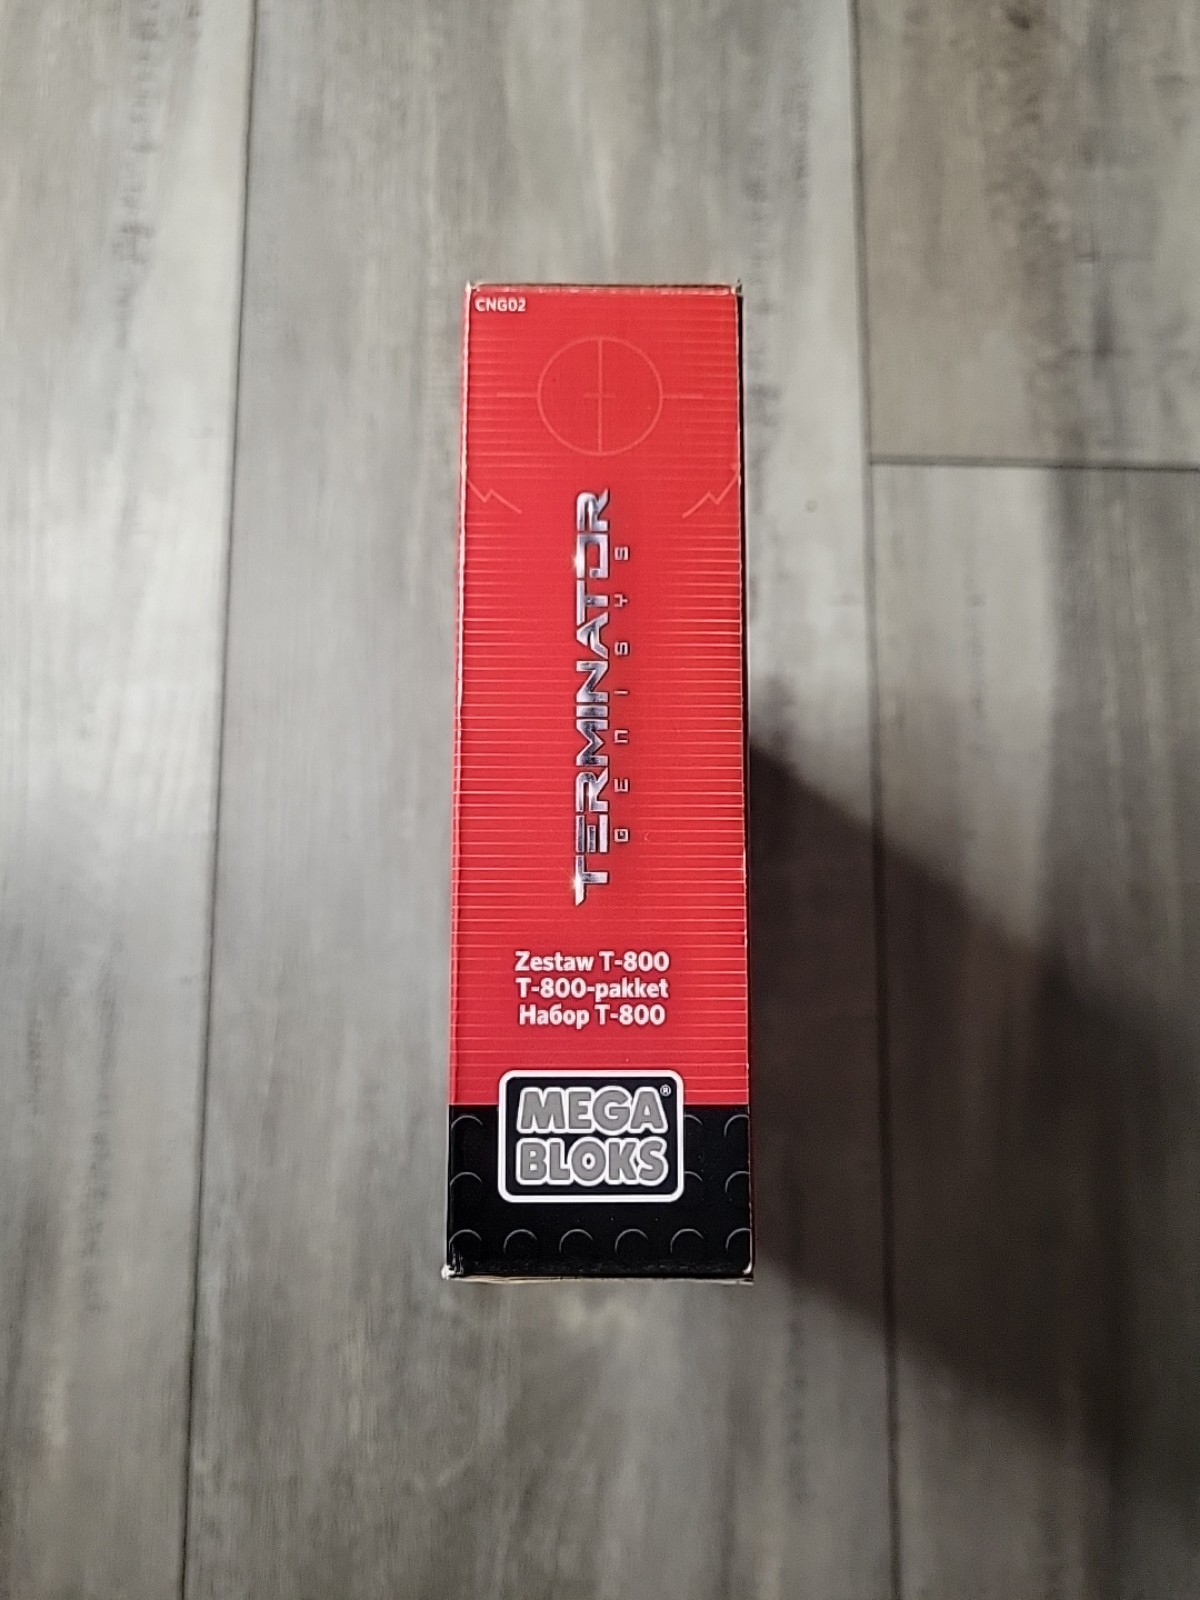 CNG02
TERMINATOR
GENISYS
Zestaw T-800
T-800-pakket
Набор Т-800
MEGA®
BLOKS